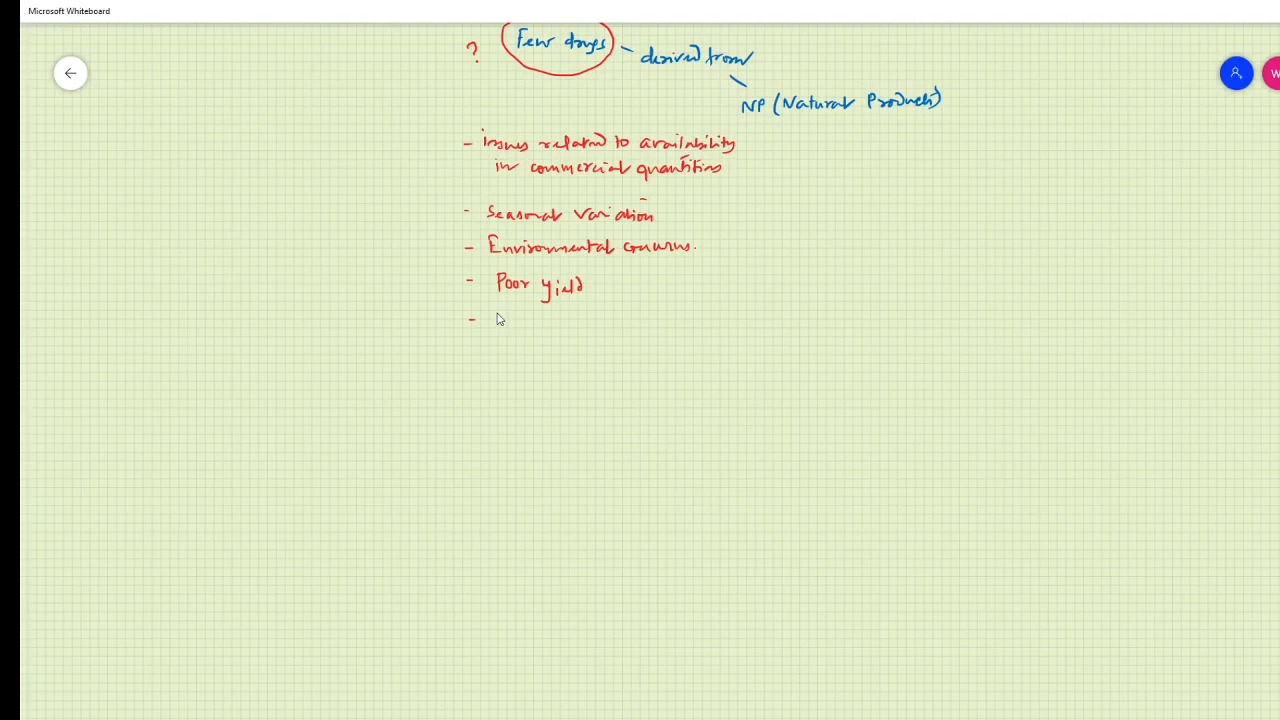 Microsoft Whiteboard
? Few drugs - derived from
NP (Natural Products)
- issues related to availability
in commercial quantities
- Seasonal variation
- Environmental concerns.
- Poor yield
-
W